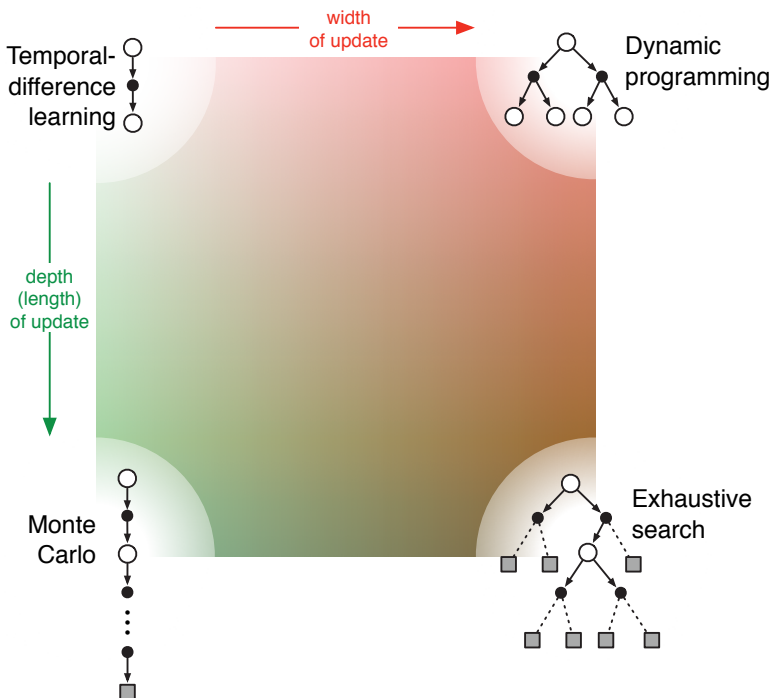 width
of update
Temporal-
difference
learning
Dynamic
programming
depth
(length)
of update
Monte
Carlo
Exhaustive
search